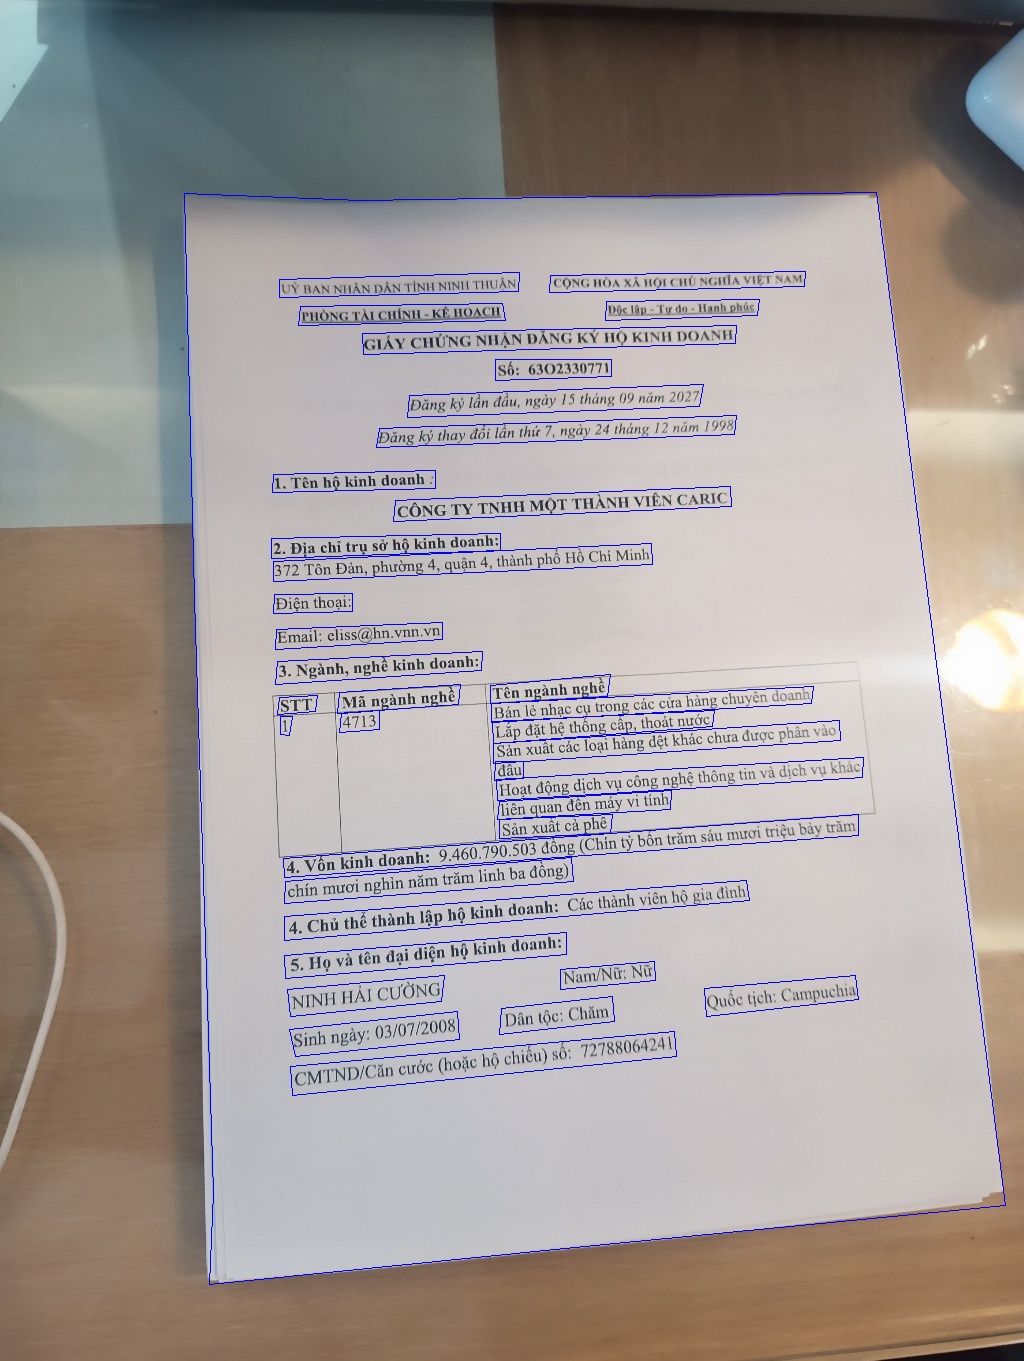 UỶ BAN NHÂN DÂN TỈNH NINH THUẬN
CỘNG HÒA XÃ HỘI CHỦ NGHĨA VIỆT NAM
PHÒNG TÀI CHÍNH - KẾ HOẠCH
Độc lập - Tự do - Hạnh phúc
GIẤY CHỨNG NHẬN ĐĂNG KÝ HỘ KINH DOANH
Số: 63O2330771
Đăng ký lần đầu, ngày 15 tháng 09 năm 2027
Đăng ký thay đổi lần thứ 7, ngày 24 tháng 12 năm 1998
1. Tên hộ kinh doanh :
CÔNG TY TNHH MỘT THÀNH VIÊN CARIC
2. Địa chỉ trụ sở hộ kinh doanh:
372 Tôn Đản, phường 4, quận 4, thành phố Hồ Chí Minh
Điện thoại:
Email: eliss@hn.vnn.vn
3. Ngành, nghề kinh doanh:
STT Mã ngành nghề Tên ngành nghề
1 4713 Bán lẻ nhạc cụ trong các cửa hàng chuyên doanh
Lắp đặt hệ thống cấp, thoát nước
Sản xuất các loại hàng dệt khác chưa được phân vào
đâu
Hoạt động dịch vụ công nghệ thông tin và dịch vụ khác
liên quan đến máy vi tính
Sản xuất cà phê
4. Vốn kinh doanh: 9.460.790.503 đồng (Chín tỷ bốn trăm sáu mươi triệu bảy trăm
chín mươi nghìn năm trăm linh ba đồng)
4. Chủ thể thành lập hộ kinh doanh: Các thành viên hộ gia đình
5. Họ và tên đại diện hộ kinh doanh:
NINH HẢI CƯỜNG
Nam/Nữ: Nữ
Sinh ngày: 03/07/2008
Dân tộc: Chăm
Quốc tịch: Campuchia
CMTND/Căn cước (hoặc hộ chiếu) số: 72788064241